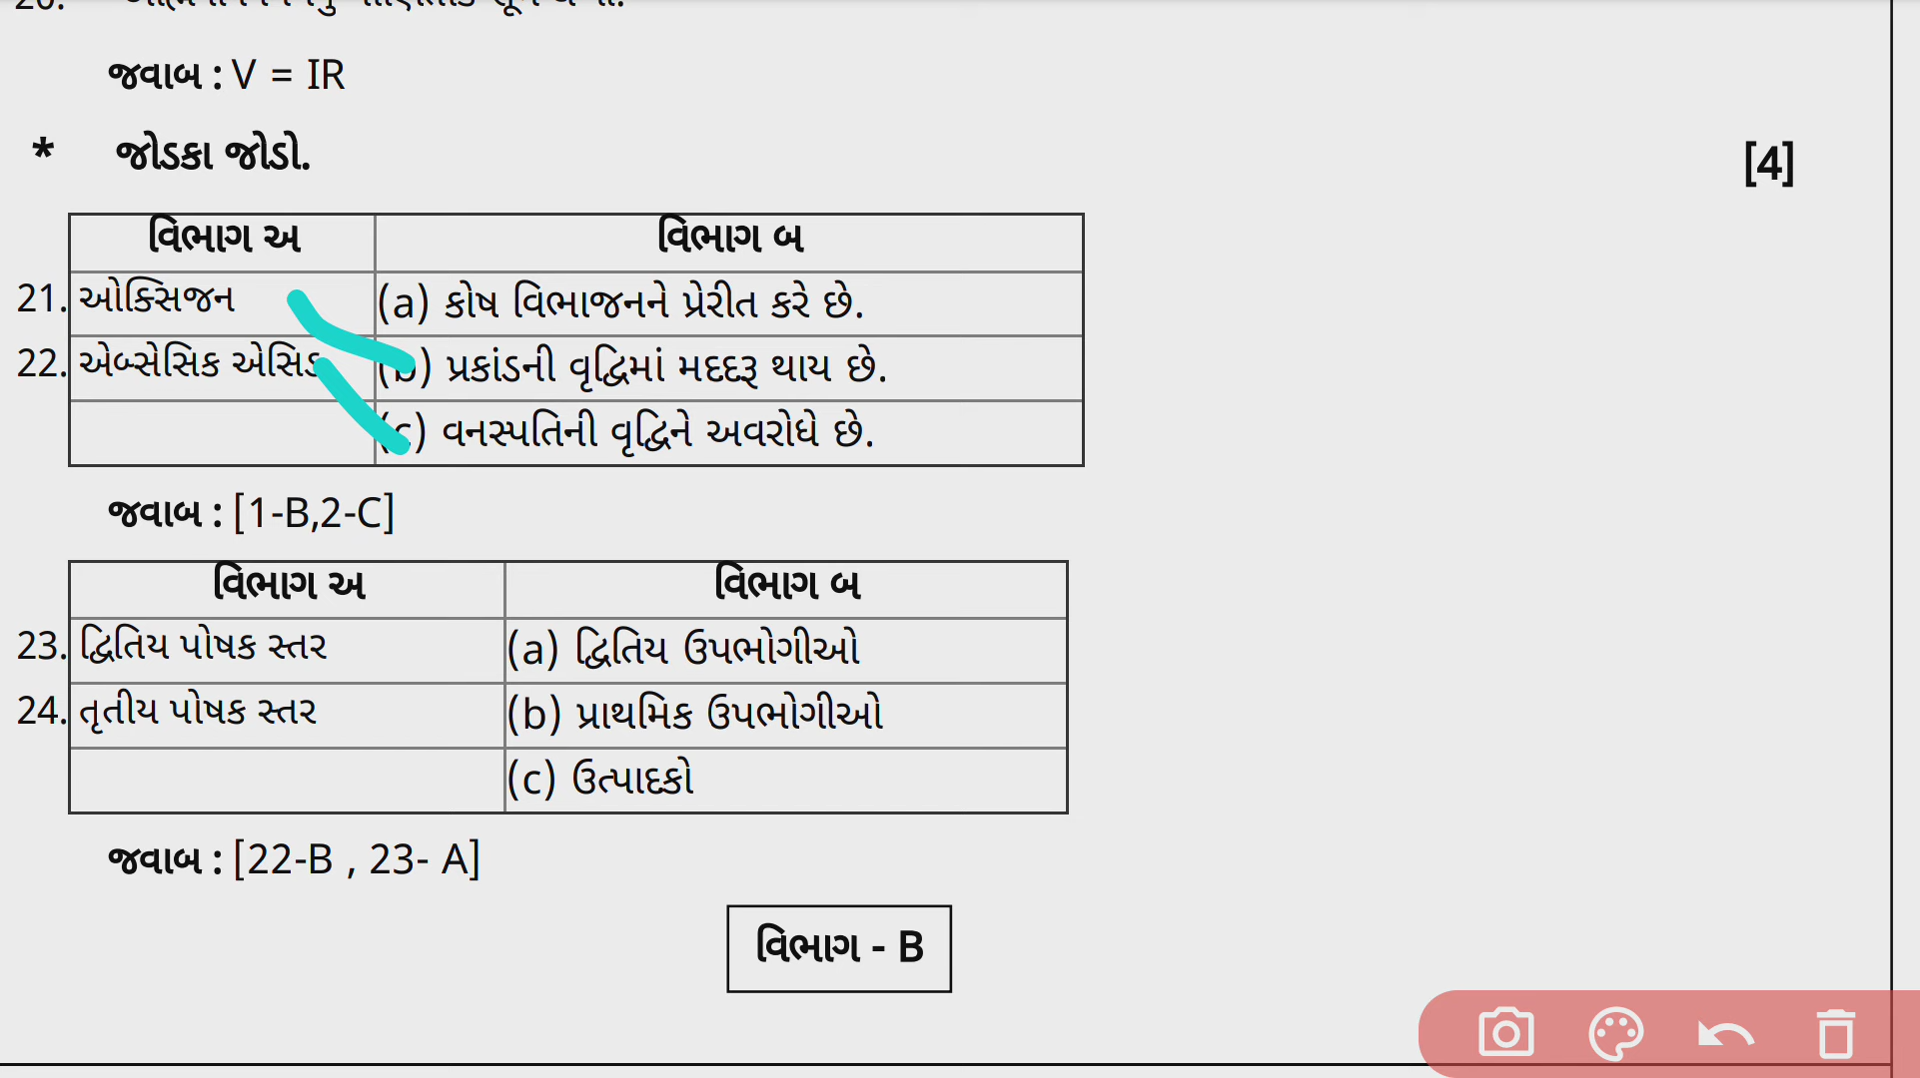 જવાબ : V = IR
* જોડકા જોડો. [4]
વિભાગ અ વિભાગ બ
21. ઓક્સિજન (a) કોષ વિભાજનને પ્રેરીત કરે છે.
22. એબ્સેસિક એસિડ (b) પ્રકાંડની વૃદ્ધિમાં મદદરૂ થાય છે.
(c) વનસ્પતિની વૃદ્ધિને અવરોધે છે.
જવાબ : [1-B,2-C]
વિભાગ અ વિભાગ બ
23. દ્વિતિય પોષક સ્તર (a) દ્વિતિય ઉપભોગીઓ
24. તૃતીય પોષક સ્તર (b) પ્રાથમિક ઉપભોગીઓ
(c) ઉત્પાદકો
જવાબ : [22-B , 23- A]
વિભાગ - B